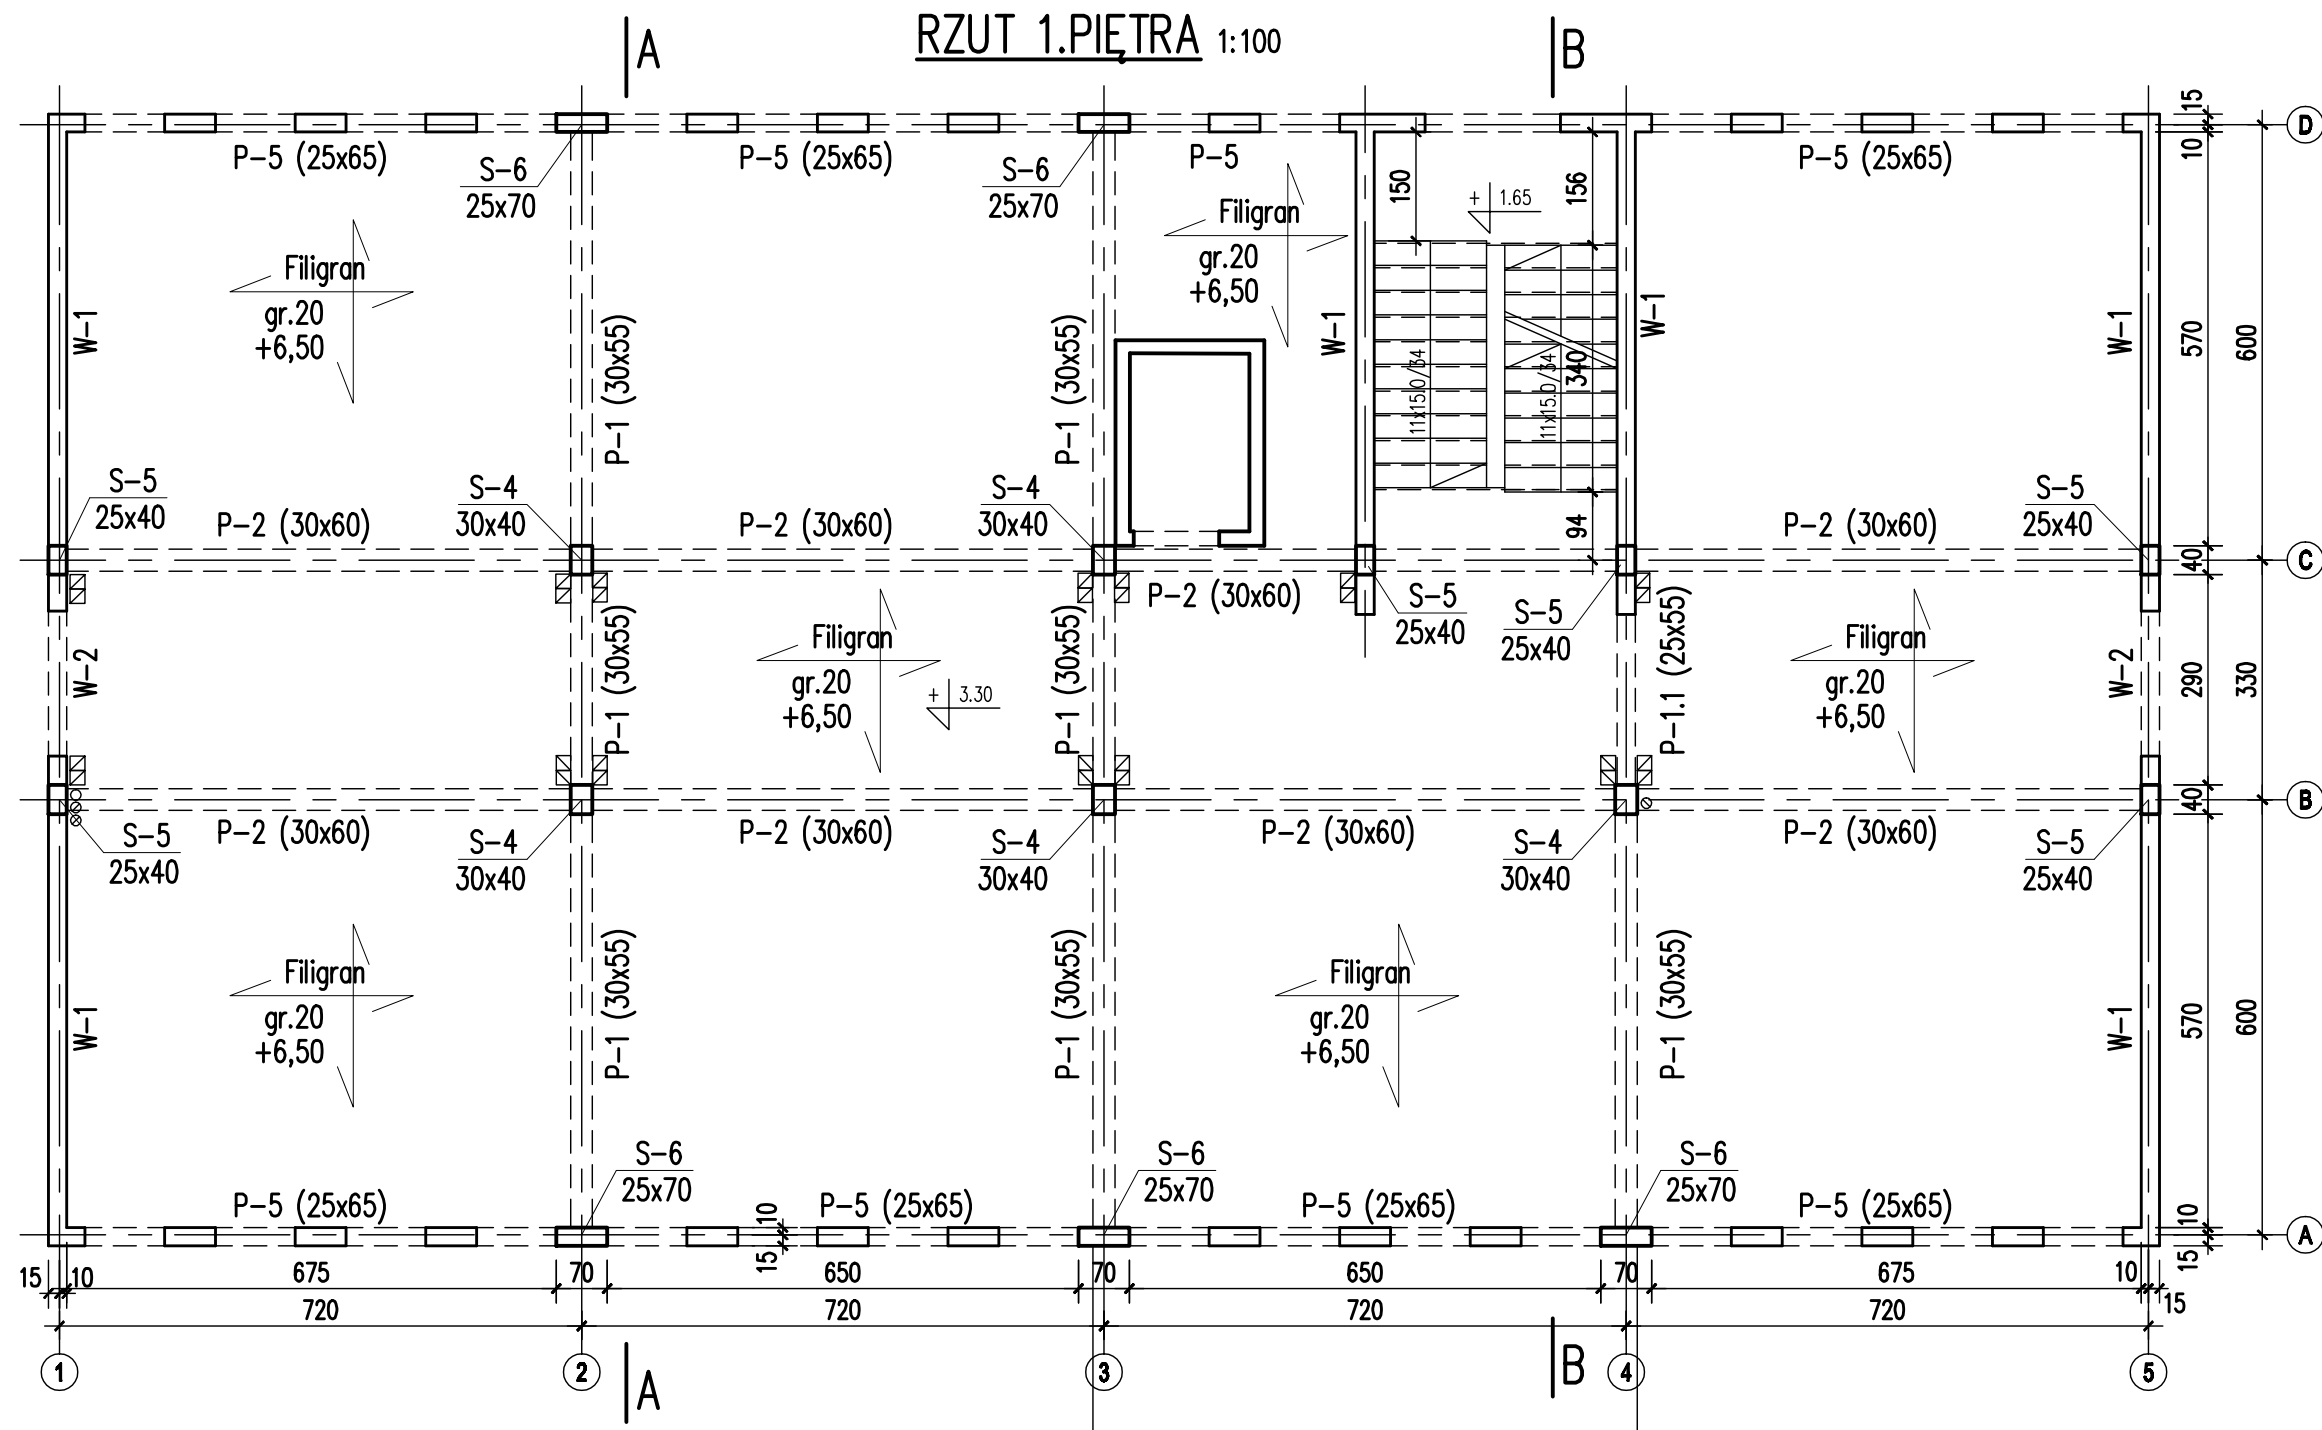 A
RZUT 1.PIĘTRA 1:100
B
15
D
10
P-5 (25x65)
P-5 (25x65)
P-5
P-5 (25x65)
S-6
25x70
S-6
25x70
150
156
+ 1.65
Filigran
gr.20
+6,50
Filigran
gr.20
+6,50
W-1
P-1 (30x55)
P-1 (30x55)
W-1
11x15.0/34
11x15.0/34
340
W-1
W-1
570
600
S-5
25x40
P-2 (30x60)
S-4
30x40
P-2 (30x60)
S-4
30x40
94
P-2 (30x60)
S-5
25x40
40
C
P-2 (30x60)
S-5
25x40
S-5
25x40
W-2
P-1 (30x55)
Filigran
gr.20
+6,50
+ 3.30
P-1 (30x55)
P-1.1 (25x55)
Filigran
gr.20
+6,50
W-2
290
330
40
B
S-5
25x40
P-2 (30x60)
S-4
30x40
P-2 (30x60)
S-4
30x40
P-2 (30x60)
S-4
30x40
P-2 (30x60)
S-5
25x40
W-1
Filigran
gr.20
+6,50
P-1 (30x55)
P-1 (30x55)
Filigran
gr.20
+6,50
P-1 (30x55)
W-1
570
600
S-6
25x70
S-6
25x70
S-6
25x70
P-5 (25x65)
P-5 (25x65)
P-5 (25x65)
P-5 (25x65)
10
15
10
15
A
15
10
675
70
650
70
650
70
675
10
15
720
720
720
720
1
2
3
4
5
A
B